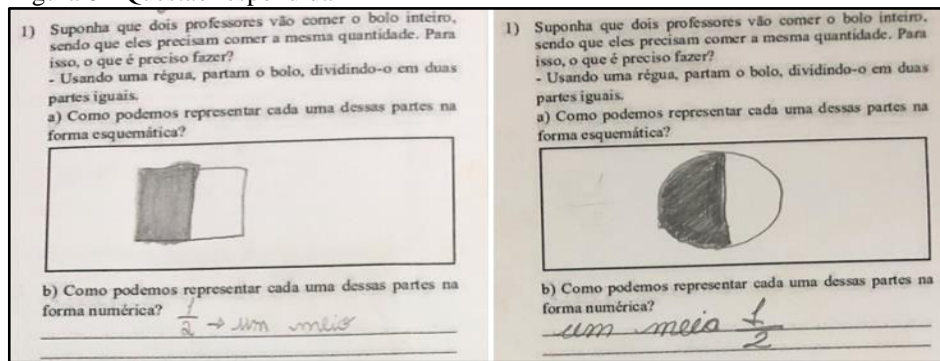 1) Suponha que dois professores vão comer o bolo inteiro,
sendo que eles precisam comer a mesma quantidade. Para
isso, o que é preciso fazer?
- Usando uma régua, partam o bolo, dividindo-o em duas
partes iguais.
a) Como podemos representar cada uma dessas partes na
forma esquemática?
b) Como podemos representar cada uma dessas partes na
forma numérica? 1/2 → um meio
1) Suponha que dois professores vão comer o bolo inteiro,
sendo que eles precisam comer a mesma quantidade. Para
isso, o que é preciso fazer?
- Usando uma régua, partam o bolo, dividindo-o em duas
partes iguais.
a) Como podemos representar cada uma dessas partes na
forma esquemática?
b) Como podemos representar cada uma dessas partes na
forma numérica?
um meio 1/2